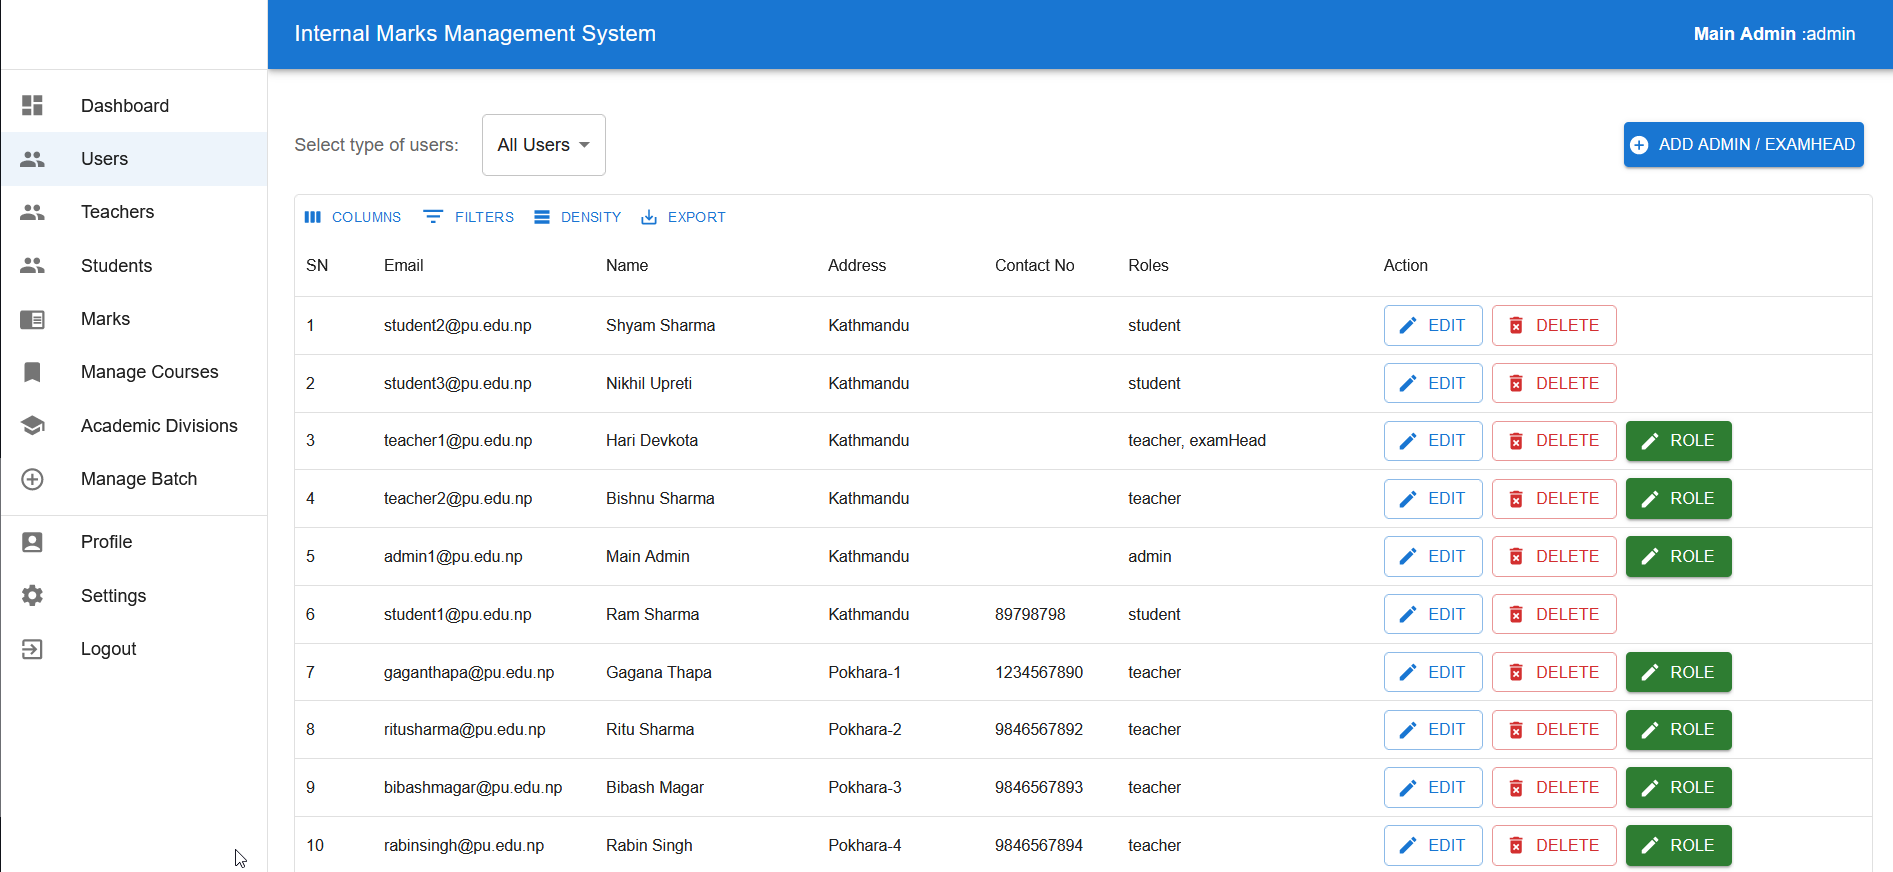 Internal Marks Management System
Main Admin :admin
Dashboard
Users
Teachers
Students
Marks
Manage Courses
Academic Divisions
Manage Batch
Profile
Settings
Logout
Select type of users: All Users
ADD ADMIN / EXAMHEAD
COLUMNS FILTERS DENSITY EXPORT
SN Email Name Address Contact No Roles Action
1 student2@pu.edu.np Shyam Sharma Kathmandu student EDIT DELETE
2 student3@pu.edu.np Nikhil Upreti Kathmandu student EDIT DELETE
3 teacher1@pu.edu.np Hari Devkota Kathmandu teacher, examHead EDIT DELETE ROLE
4 teacher2@pu.edu.np Bishnu Sharma Kathmandu teacher EDIT DELETE ROLE
5 admin1@pu.edu.np Main Admin Kathmandu admin EDIT DELETE ROLE
6 student1@pu.edu.np Ram Sharma Kathmandu 89798798 student EDIT DELETE
7 gaganthapa@pu.edu.np Gagana Thapa Pokhara-1 1234567890 teacher EDIT DELETE ROLE
8 ritusharma@pu.edu.np Ritu Sharma Pokhara-2 9846567892 teacher EDIT DELETE ROLE
9 bibashmagar@pu.edu.np Bibash Magar Pokhara-3 9846567893 teacher EDIT DELETE ROLE
10 rabinsingh@pu.edu.np Rabin Singh Pokhara-4 9846567894 teacher EDIT DELETE ROLE